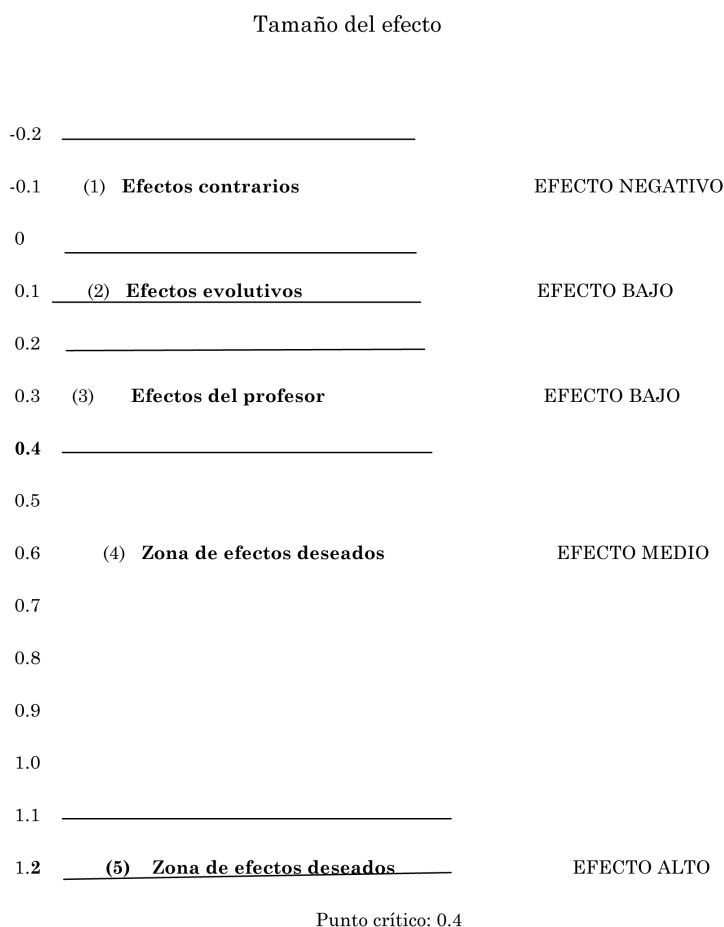 Tamaño del efecto
-0.2
-0.1 (1) Efectos contrarios EFECTO NEGATIVO
0
0.1 (2) Efectos evolutivos EFECTO BAJO
0.2
0.3 (3) Efectos del profesor EFECTO BAJO
0.4
0.5
0.6 (4) Zona de efectos deseados EFECTO MEDIO
0.7
0.8
0.9
1.0
1.1
1.2 (5) Zona de efectos deseados EFECTO ALTO
Punto crítico: 0.4